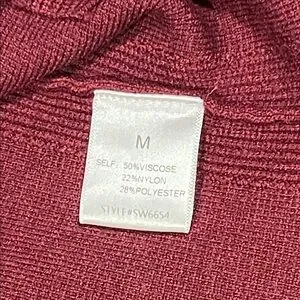 M
SELF: 50%VISCOSE
22%NYLON
28%POLYESTER
STYLE#SW6654